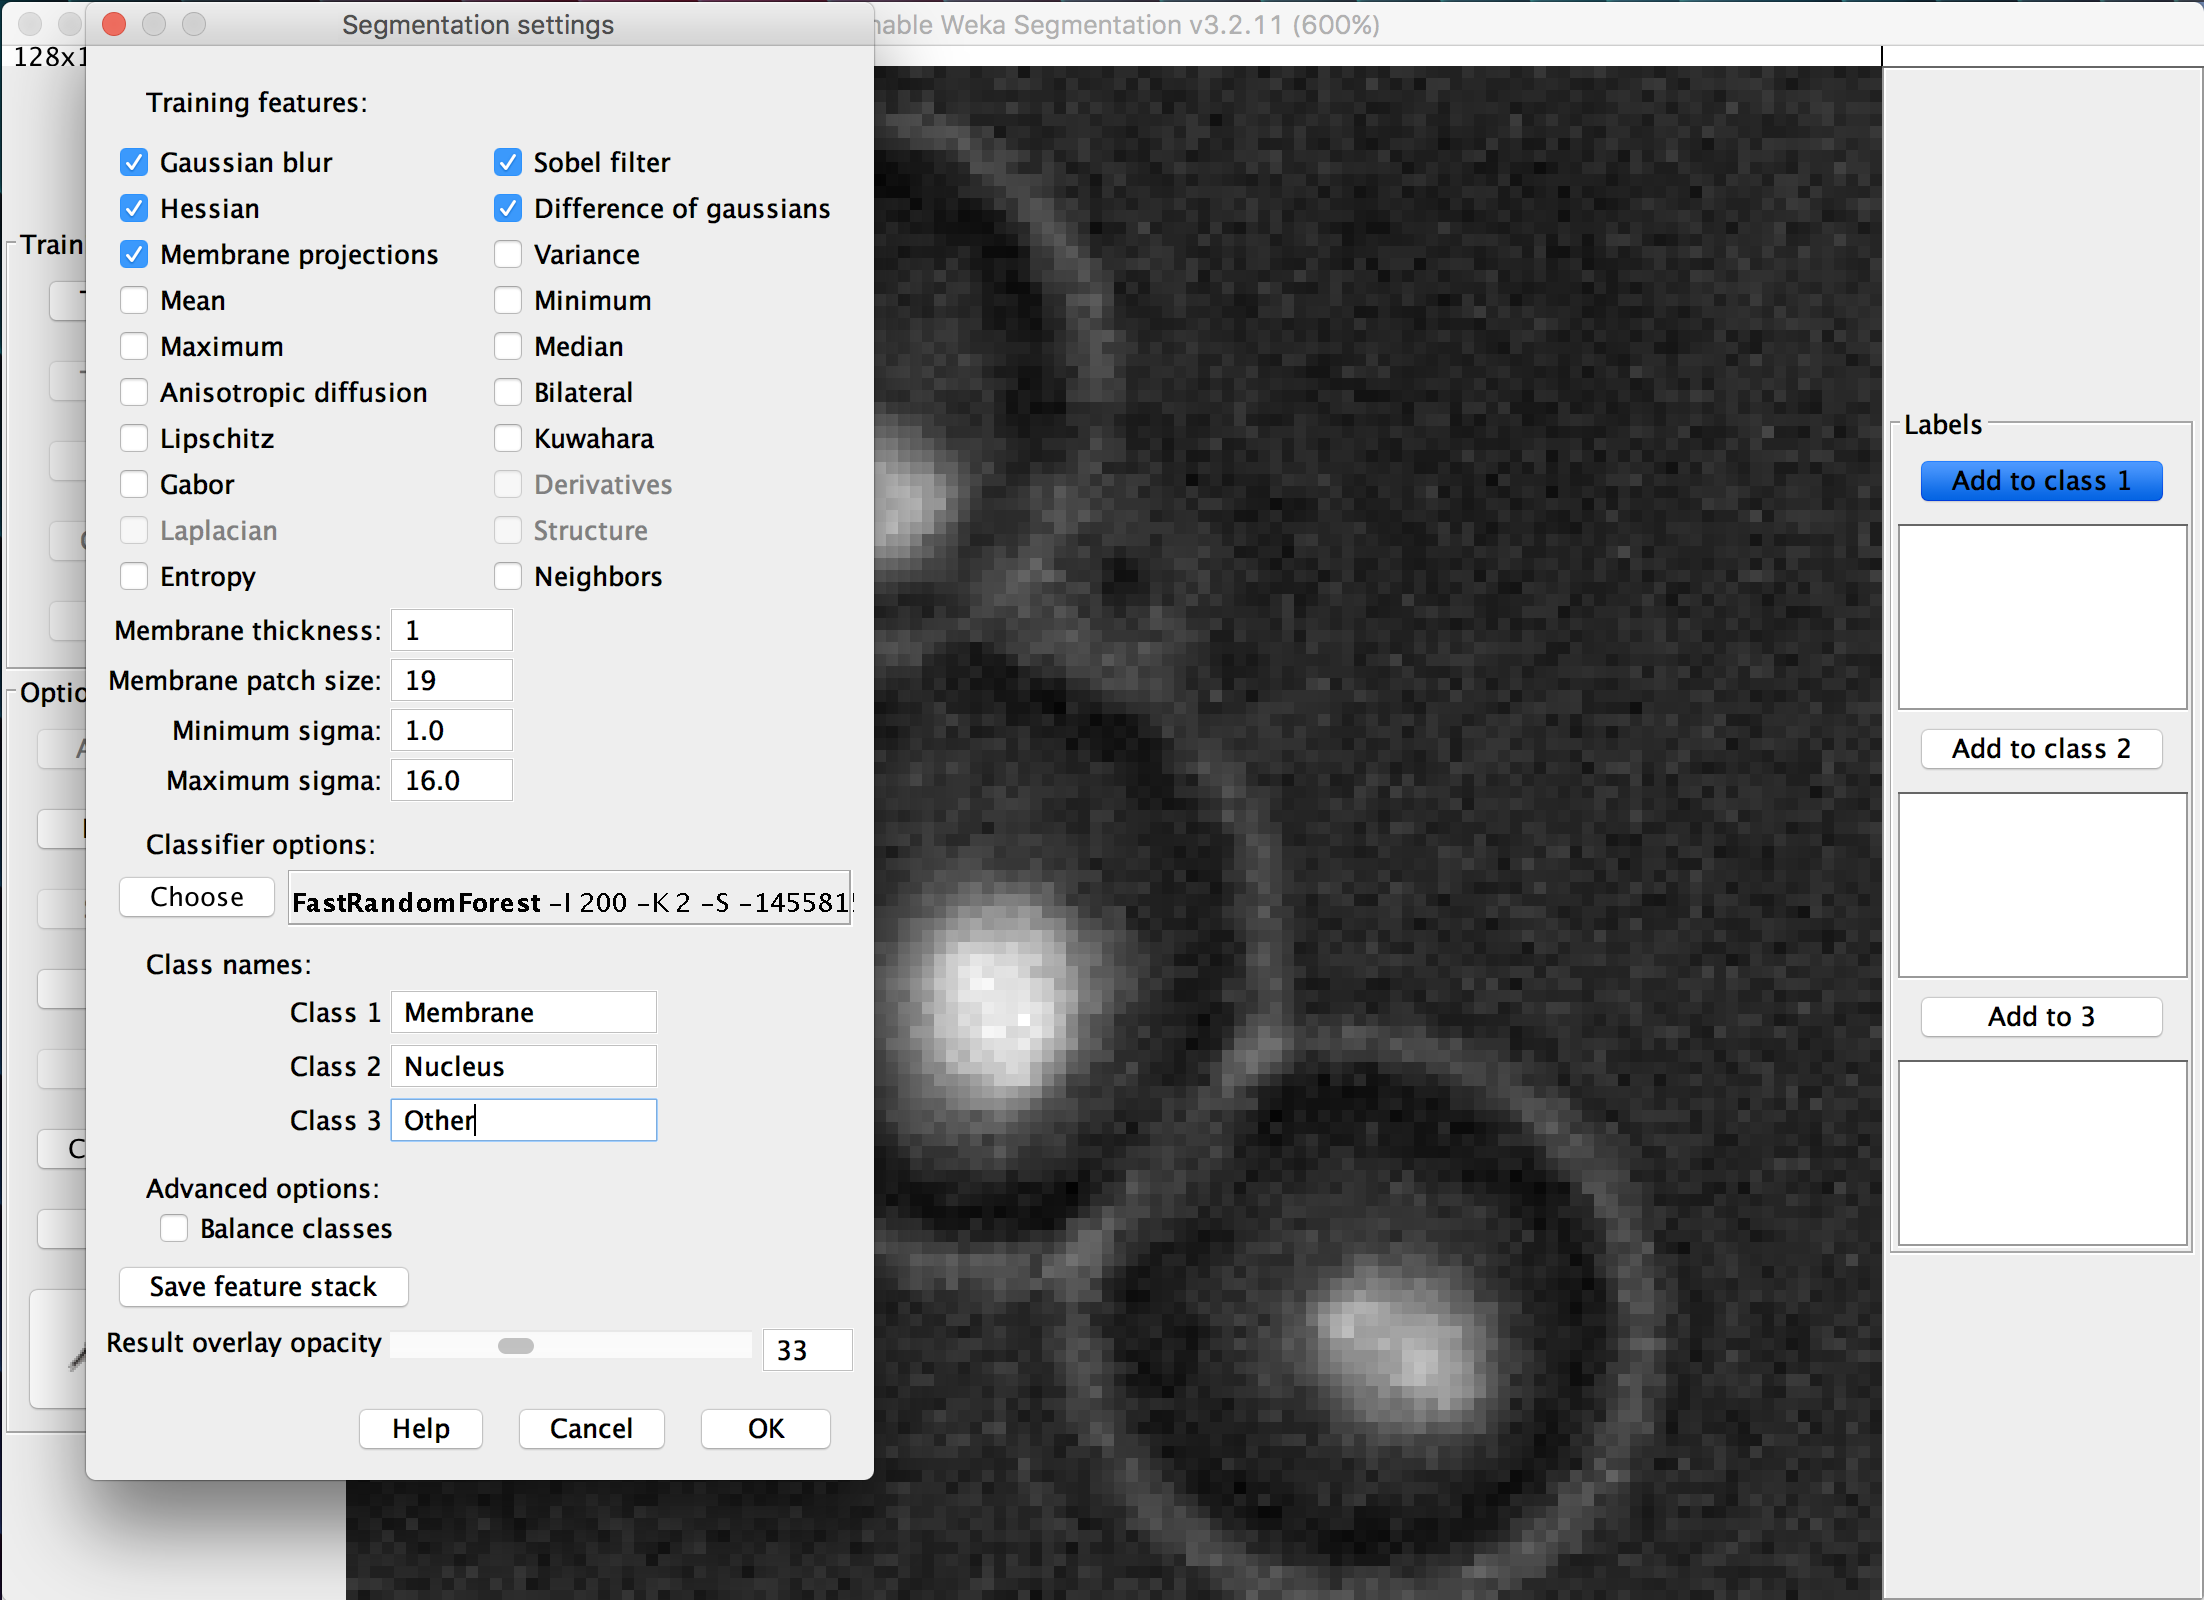 Segmentation settings
nable Weka Segmentation v3.2.11 (600%)
128x1
Training features:
Gaussian blur
Sobel filter
Hessian
Difference of gaussians
Membrane projections
Variance
Mean
Minimum
Maximum
Median
Anisotropic diffusion
Bilateral
Lipschitz
Kuwahara
Gabor
Derivatives
Laplacian
Structure
Entropy
Neighbors
Membrane thickness: 1
Membrane patch size: 19
Minimum sigma: 1.0
Maximum sigma: 16.0
Classifier options:
Choose
FastRandomForest -I 200 -K 2 -S -145581
Class names:
Class 1 Membrane
Class 2 Nucleus
Class 3 Other
Advanced options:
Balance classes
Save feature stack
Result overlay opacity 33
Help
Cancel
OK
Train
Optio
Labels
Add to class 1
Add to class 2
Add to 3